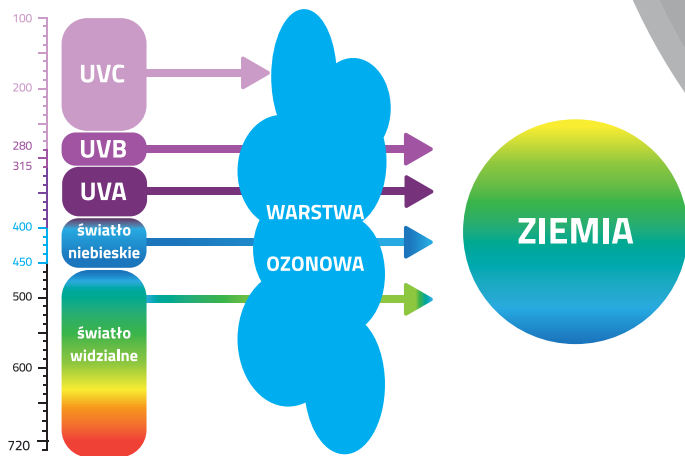 100
200
280
315
400
450
500
600
720
UVC
UVB
UVA
światło
niebieskie
światło
widzialne
WARSTWA
OZONOWA
ZIEMIA